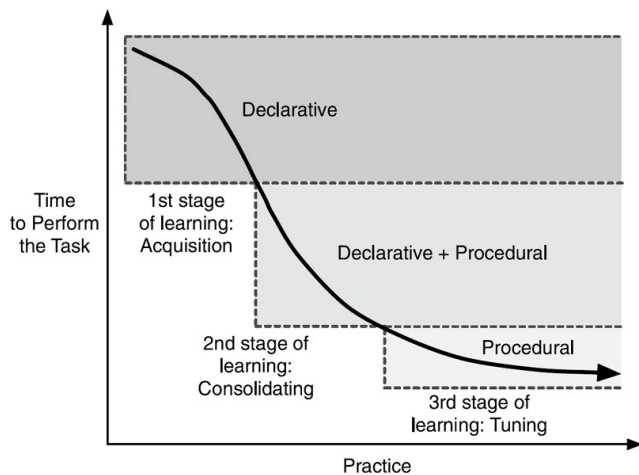 Declarative
Time
to Perform
the Task
1st stage
of learning:
Acquisition
Declarative + Procedural
2nd stage of
learning:
Consolidating
Procedural
3rd stage of
learning: Tuning
Practice